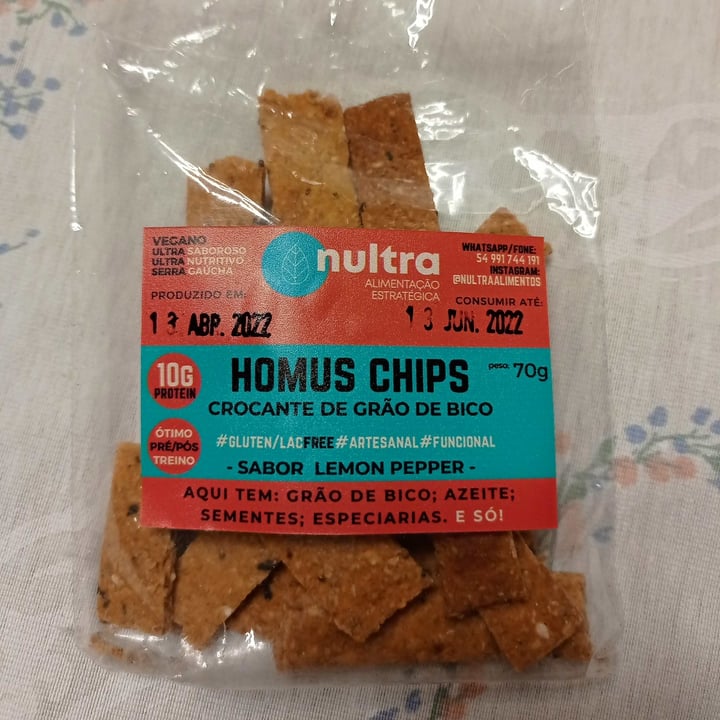 VEGANO
ULTRA SABOROSO
ULTRA NUTRITIVO
SERRA GAÚCHA
nultra
ALIMENTAÇÃO
ESTRATÉGICA
WHATSAPP/FONE:
54 991 744 191
INSTAGRAM:
@NULTRAALIMENTOS
PRODUZIDO EM:
13 ABR. 2022
CONSUMIR ATÉ:
13 JUN. 2022
10G
PROTEIN
HOMUS CHIPS
peso: 70g
CROCANTE DE GRÃO DE BICO
ÓTIMO
PRÉ/PÓS
TREINO
#GLUTEN/LACFREE#ARTESANAL#FUNCIONAL
- SABOR LEMON PEPPER -
AQUI TEM: GRÃO DE BICO; AZEITE;
SEMENTES; ESPECIARIAS. E SÓ!